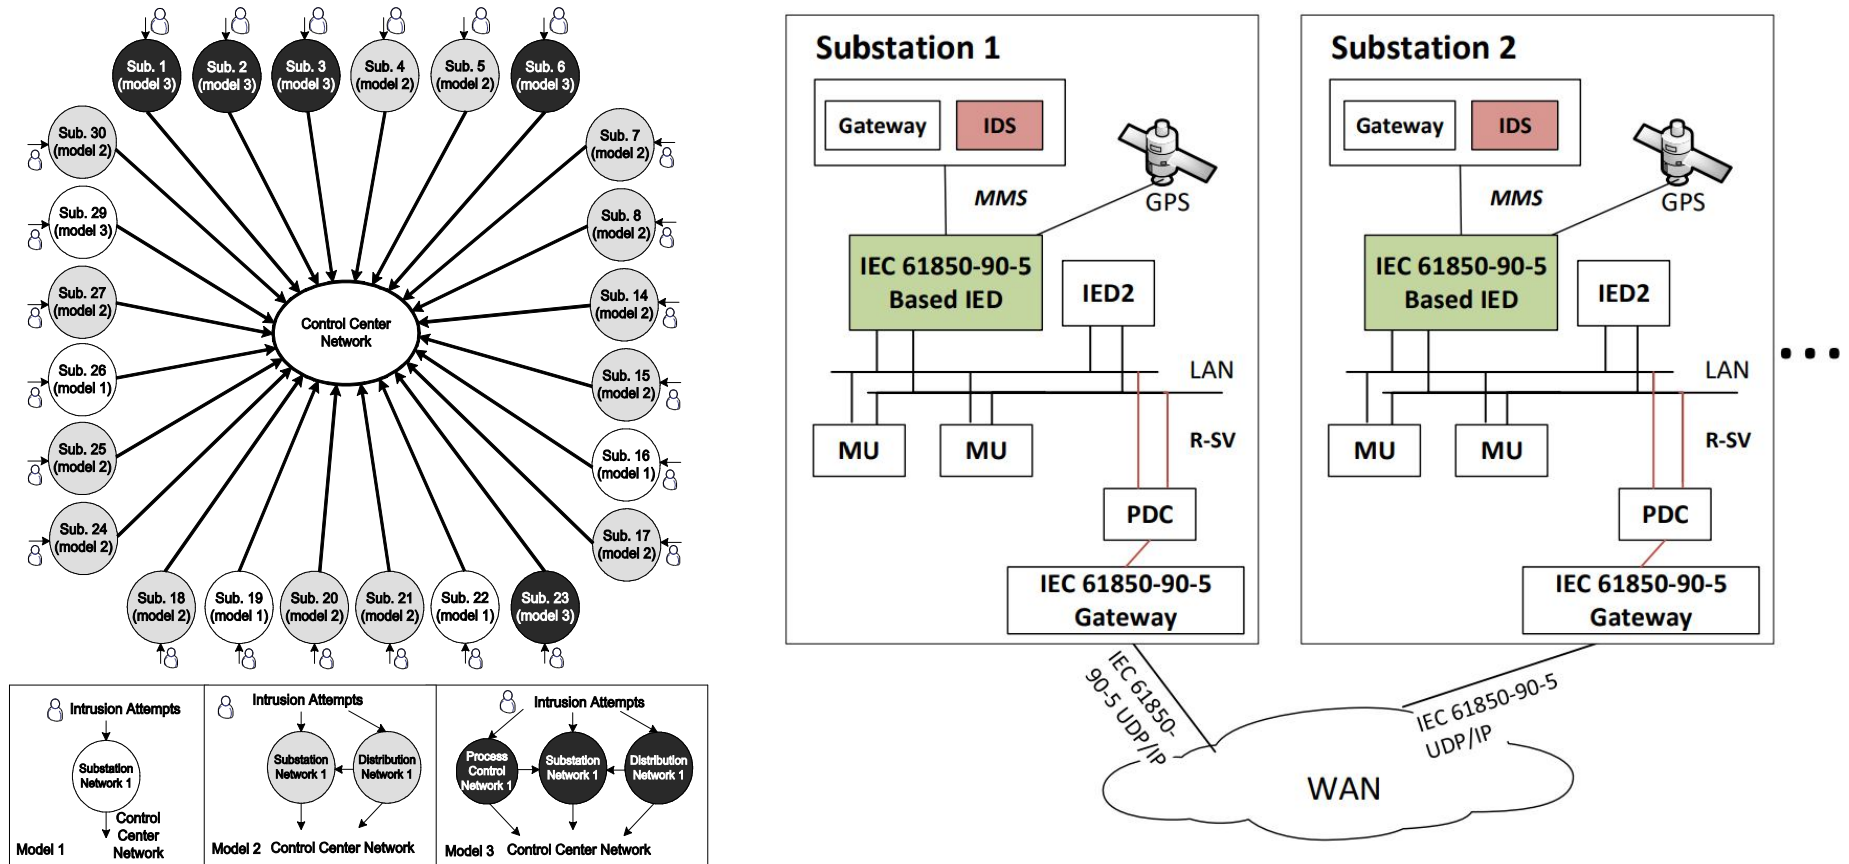 Sub. 1
(model 3)
Sub. 2
(model 3)
Sub. 3
(model 3)
Sub. 4
(model 2)
Sub. 5
(model 2)
Sub. 6
(model 3)
Sub. 30
(model 2)
Sub. 7
(model 2)
Sub. 29
(model 3)
Sub. 8
(model 2)
Sub. 27
(model 2)
Sub. 14
(model 2)
Control Center
Network
Sub. 26
(model 1)
Sub. 15
(model 2)
Sub. 25
(model 2)
Sub. 16
(model 1)
Sub. 24
(model 2)
Sub. 17
(model 2)
Sub. 18
(model 2)
Sub. 19
(model 1)
Sub. 20
(model 2)
Sub. 21
(model 2)
Sub. 22
(model 1)
Sub. 23
(model 3)
Intrusion Attempts
Substation
Network 1
Control
Center
Network
Model 1
Intrusion Attempts
Substation
Network 1
Distribution
Network 1
Model 2
Control Center Network
Intrusion Attempts
Process
Control
Network 1
Substation
Network 1
Distribution
Network 1
Model 3
Control Center Network
Substation 1
Gateway
IDS
MMS
GPS
IEC 61850-90-5
Based IED
IED2
LAN
MU
MU
R-SV
PDC
IEC 61850-90-5
Gateway
IEC 61850-
90-5 UDP/IP
Substation 2
Gateway
IDS
MMS
GPS
IEC 61850-90-5
Based IED
IED2
LAN
MU
MU
R-SV
PDC
IEC 61850-90-5
Gateway
IEC 61850-90-5
UDP/IP
...
WAN